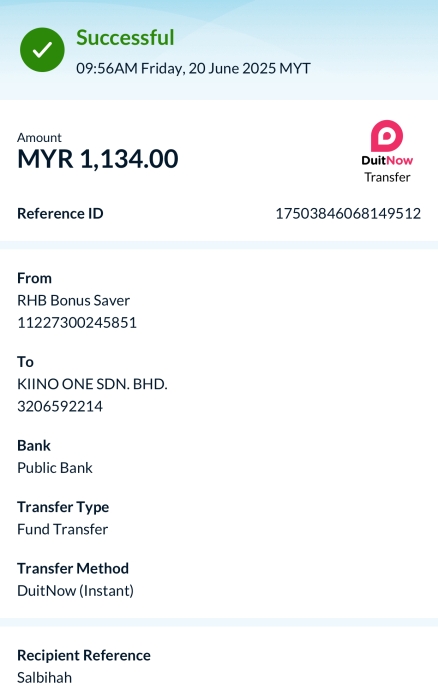 Successful
09:56AM Friday, 20 June 2025 MYT
Amount
MYR 1,134.00
DuitNow
Transfer
Reference ID 17503846068149512
From
RHB Bonus Saver
11227300245851
To
KIINO ONE SDN. BHD.
3206592214
Bank
Public Bank
Transfer Type
Fund Transfer
Transfer Method
DuitNow (Instant)
Recipient Reference
Salbihah